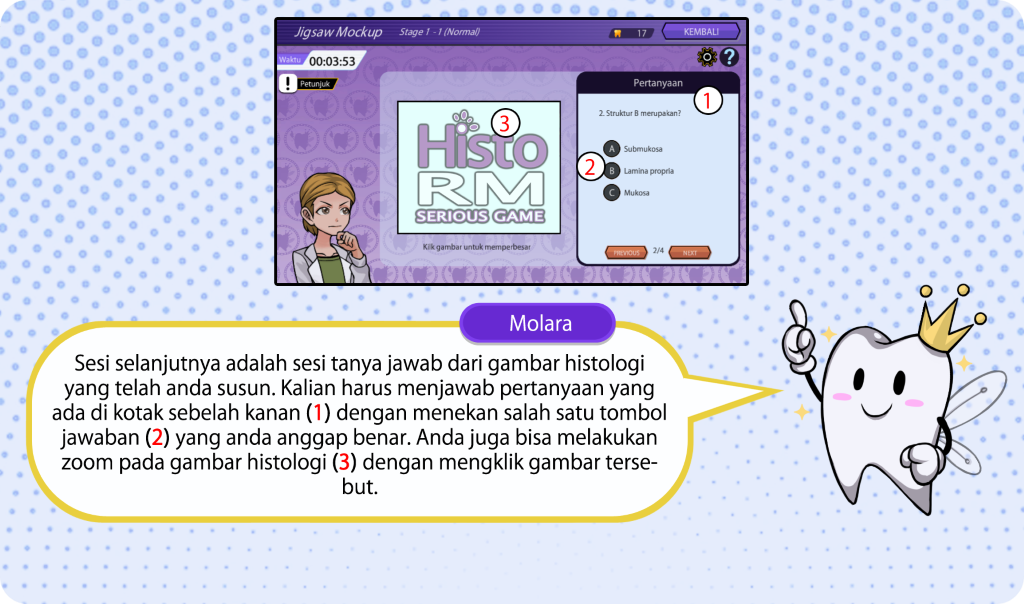 Jigsaw Mockup
Stage 1 - 1 (Normal)
17
KEMBALI
Waktu
00:03:53
?
!
Petunjuk
Pertanyaan
1
2. Struktur B merupakan?
3
Histo
RM
SERIOUS GAME
A Submukosa
2
B Lamina propria
C Mukosa
Klik gambar untuk memperbesar
PREVIOUS 2/4 NEXT
Molara
Sesi selanjutnya adalah sesi tanya jawab dari gambar histologi
yang telah anda susun. Kalian harus menjawab pertanyaan yang
ada di kotak sebelah kanan (1) dengan menekan salah satu tombol
jawaban (2) yang anda anggap benar. Anda juga bisa melakukan
zoom pada gambar histologi (3) dengan mengklik gambar terse-
but.